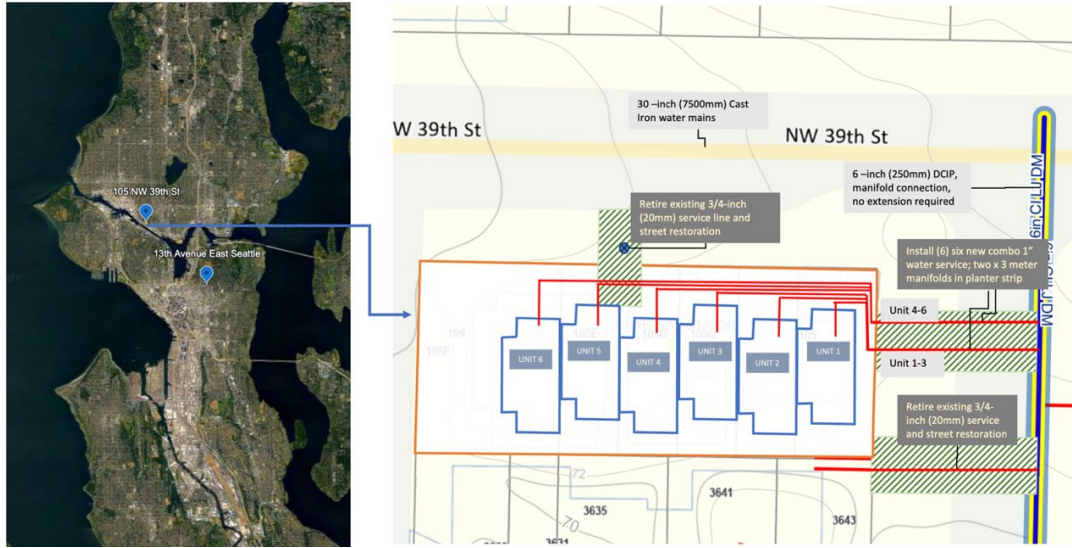 105 NW 39th St
13th Avenue East Seattle
30 –inch (7500mm) Cast
Iron water mains
W 39th St
NW 39th St
6 –inch (250mm) DCIP,
manifold connection,
no extension required
Retire existing 3/4-inch
(20mm) service line and
street restoration
Install (6) six new combo 1”
water service; two x 3 meter
manifolds in planter strip
Unit 4-6
109
105F
105E
UNIT 6
UNIT 5
UNIT 4
UNIT 3
UNIT 2
UNIT 1
Unit 1-3
Retire existing 3/4-
inch (20mm) service
and street restoration
72
70
3635
3641
3643
3631